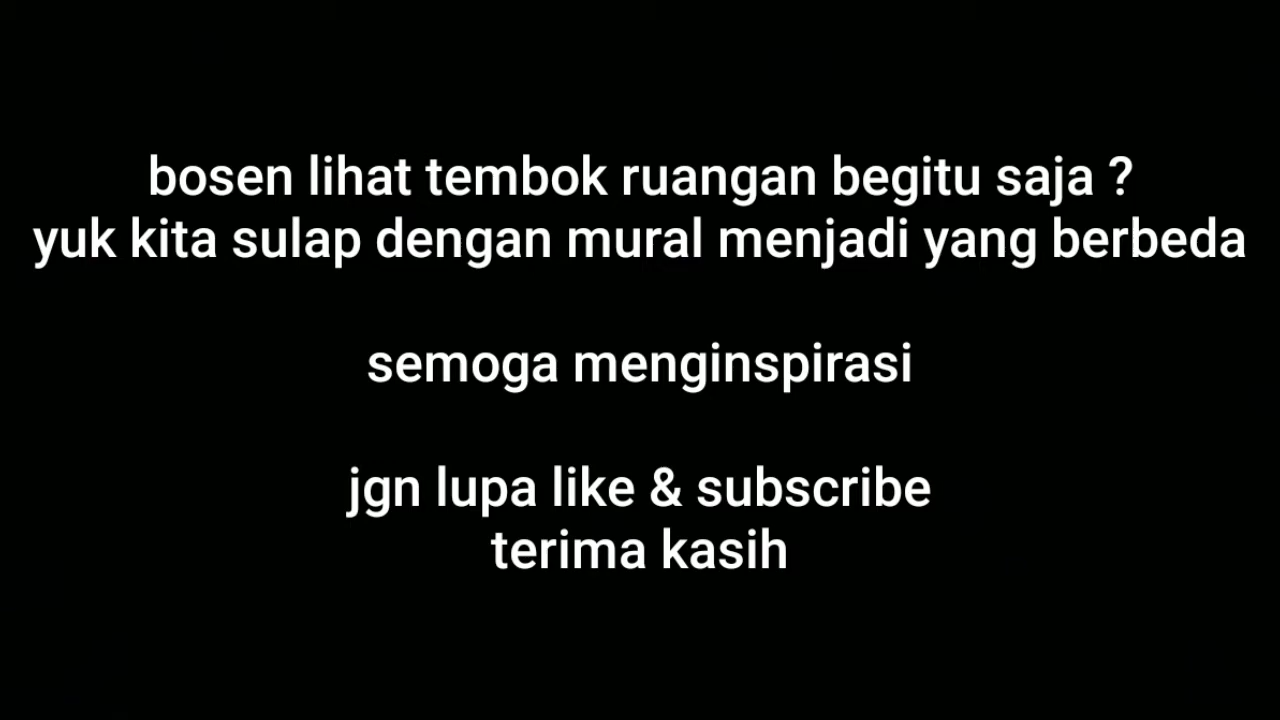 bosen lihat tembok ruangan begitu saja ?
yuk kita sulap dengan mural menjadi yang berbeda
semoga menginspirasi
jgn lupa like & subscribe
terima kasih